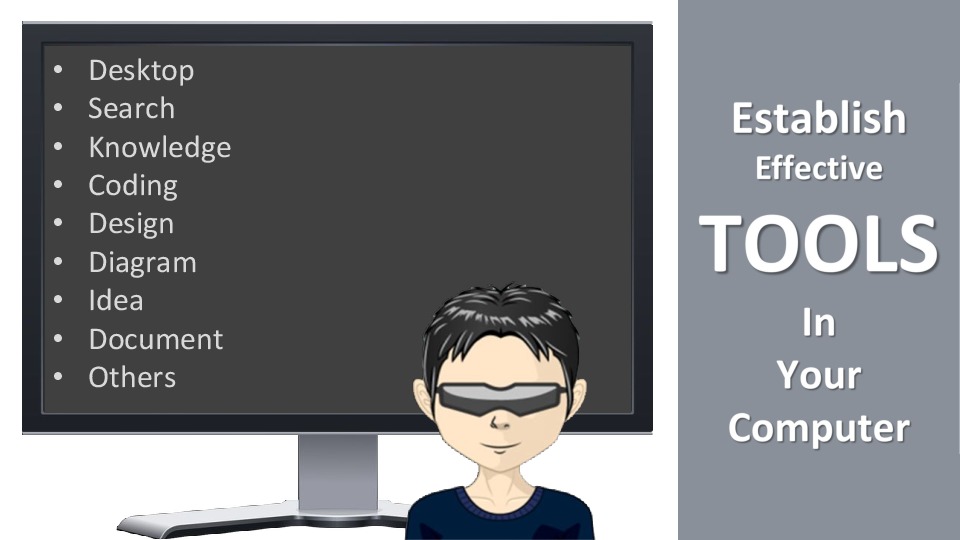 • Desktop
• Search
• Knowledge
• Coding
• Design
• Diagram
• Idea
• Document
• Others
Establish
Effective
TOOLS
In
Your
Computer